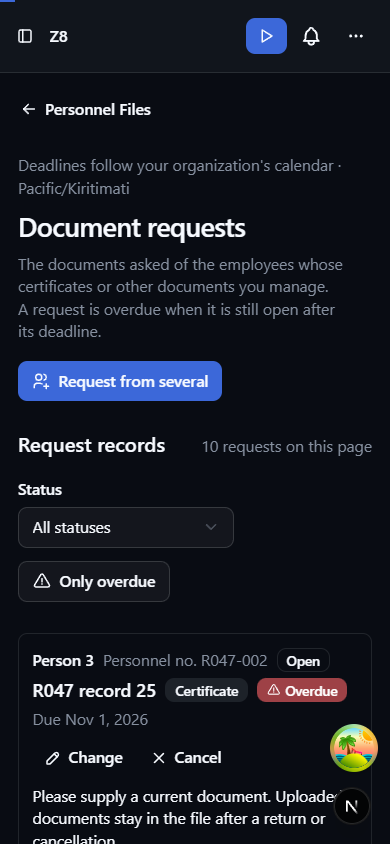 Z8
Personnel Files
Deadlines follow your organization's calendar ·
Pacific/Kiritimati
Document requests
The documents asked of the employees whose
certificates or other documents you manage.
A request is overdue when it is still open after
its deadline.
Request from several
Request records 10 requests on this page
Status
All statuses
Only overdue
Person 3 Personnel no. R047-002 Open
R047 record 25 Certificate Overdue
Due Nov 1, 2026
Change Cancel
Please supply a current document. Uploaded
documents stay in the file after a return or
cancellation
N